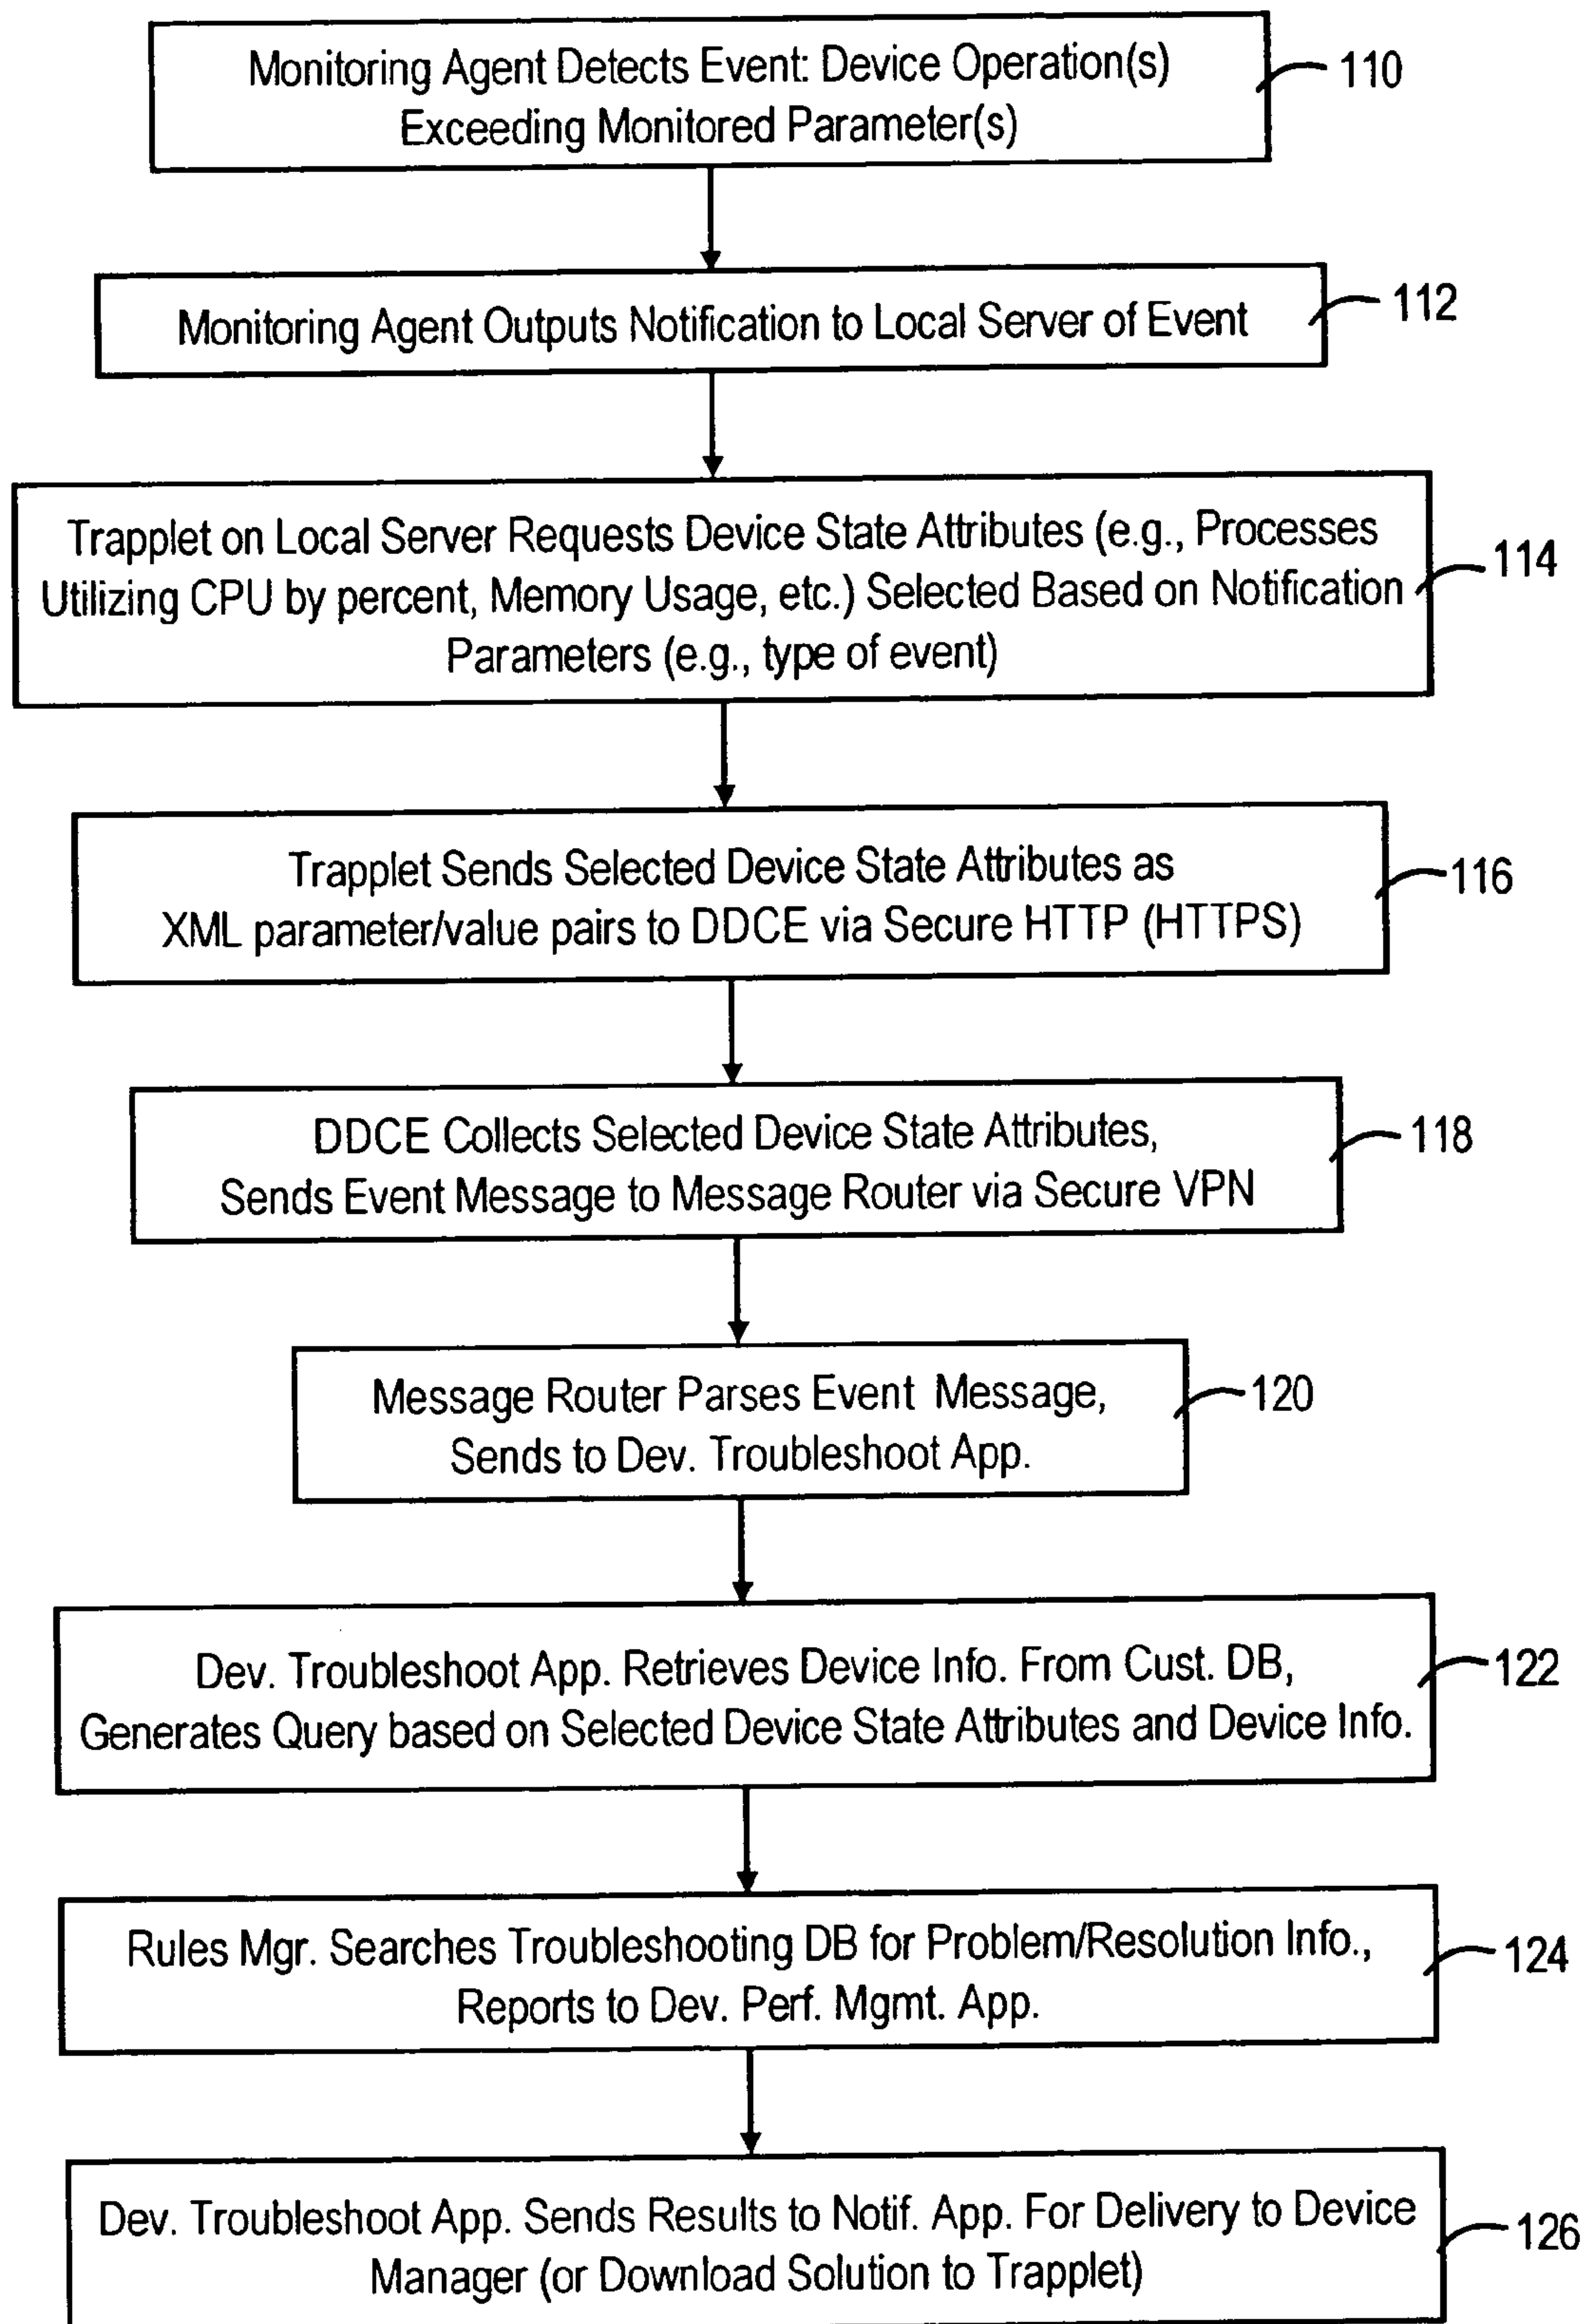 Monitoring Agent Detects Event: Device Operation(s)
Exceeding Monitored Parameter(s)
110
Monitoring Agent Outputs Notification to Local Server of Event
112
Trapplet on Local Server Requests Device State Attributes (e.g., Processes
Utilizing CPU by percent, Memory Usage, etc.) Selected Based on Notification
Parameters (e.g., type of event)
114
Trapplet Sends Selected Device State Attributes as
XML parameter/value pairs to DDCE via Secure HTTP (HTTPS)
116
DDCE Collects Selected Device State Attributes,
Sends Event Message to Message Router via Secure VPN
118
Message Router Parses Event Message,
Sends to Dev. Troubleshoot App.
120
Dev. Troubleshoot App. Retrieves Device Info. From Cust. DB,
Generates Query based on Selected Device State Attributes and Device Info.
122
Rules Mgr. Searches Troubleshooting DB for Problem/Resolution Info.,
Reports to Dev. Perf. Mgmt. App.
124
Dev. Troubleshoot App. Sends Results to Notif. App. For Delivery to Device
Manager (or Download Solution to Trapplet)
126